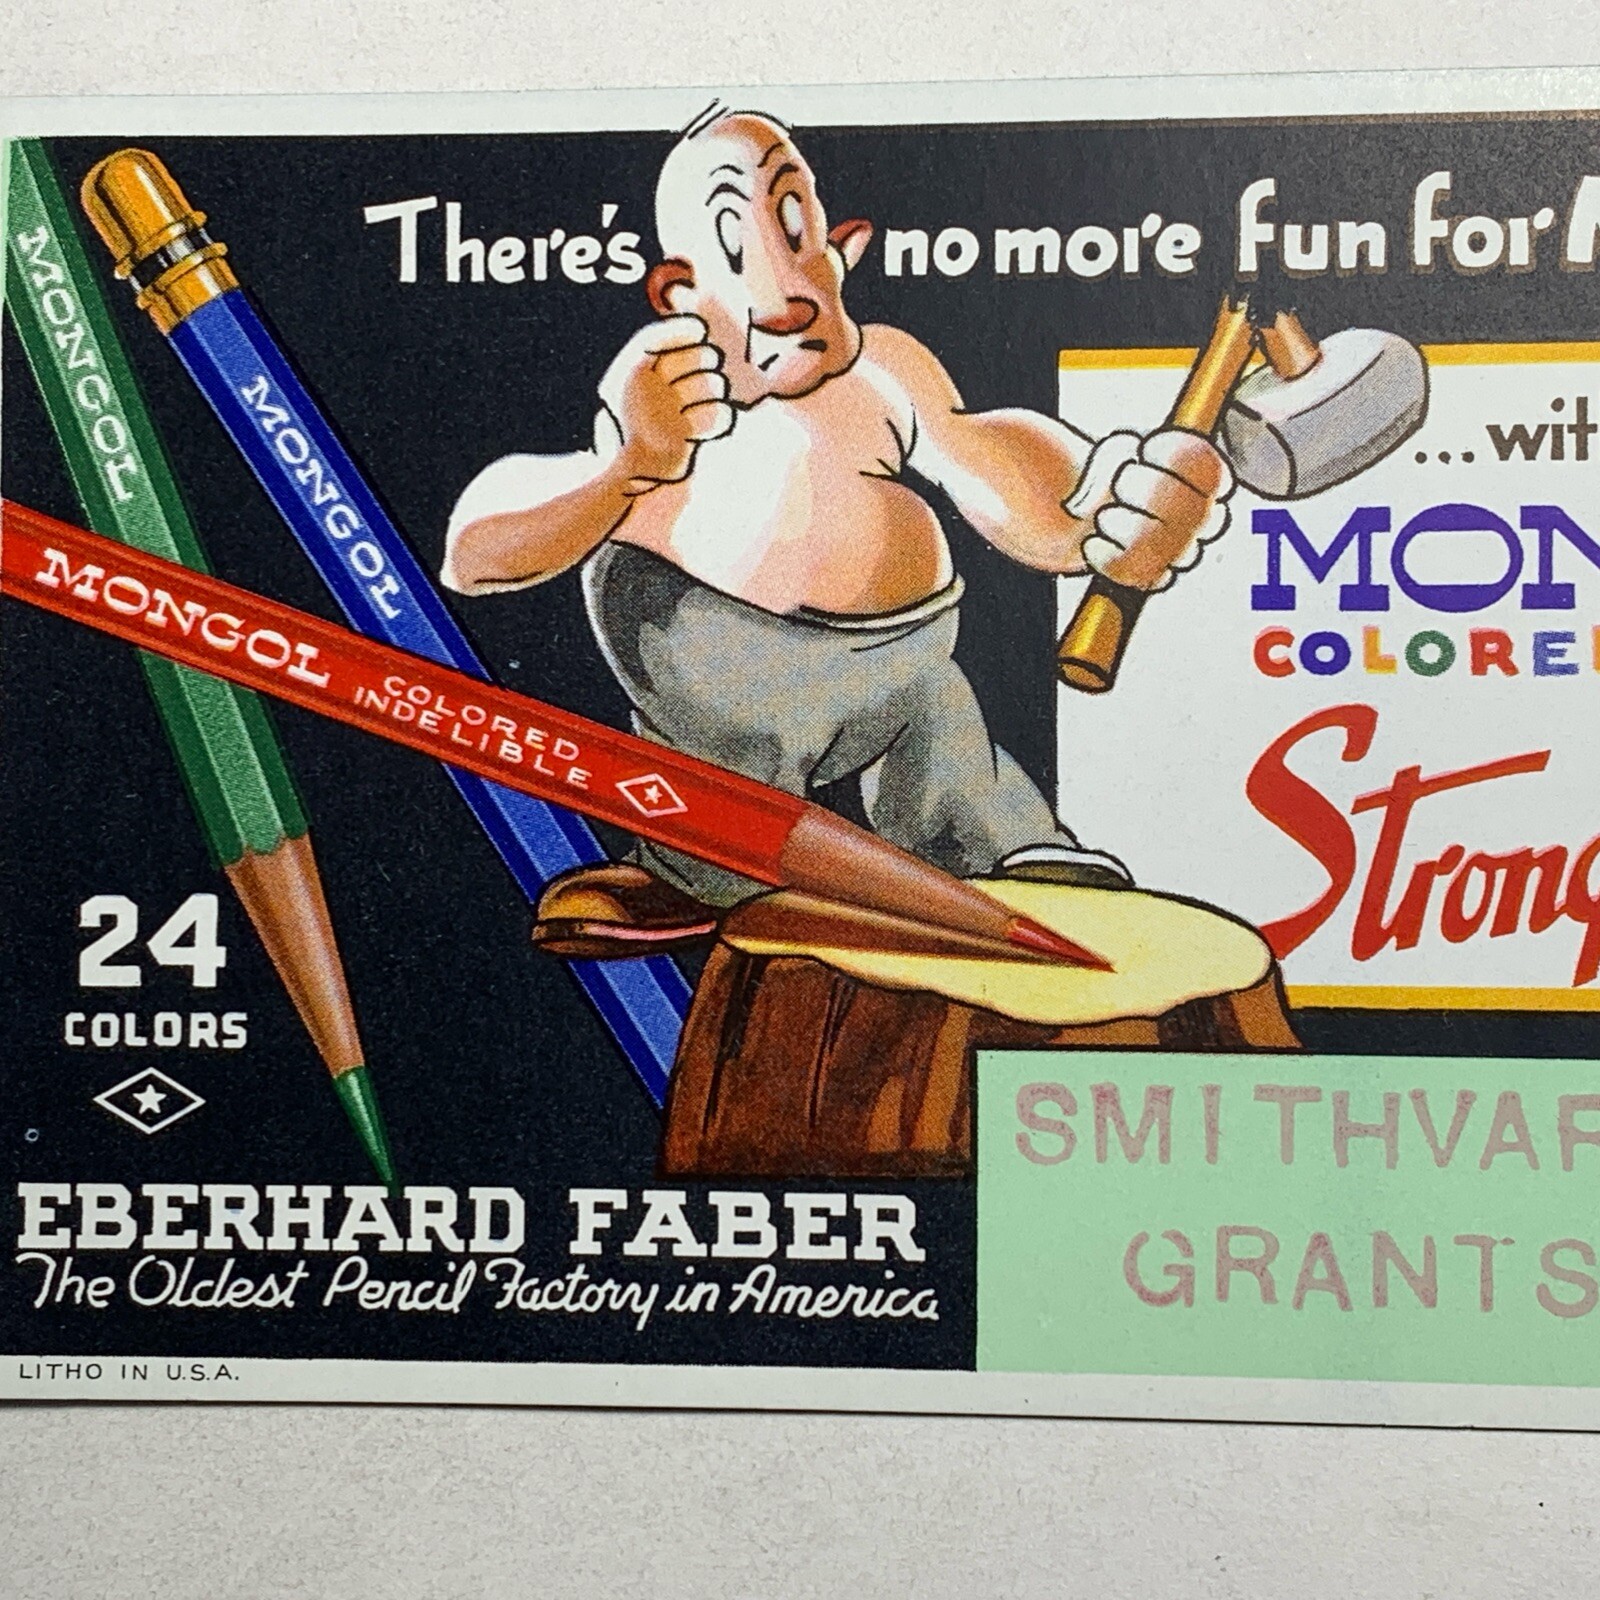 There's no more fun for M
MONGOL
MONGOL
MONGOL COLORED
INDELIBLE
...wit
MON
COLORE
Strong
24
COLORS
EBERHARD FABER
The Oldest Pencil Factory in America
SMITHVAR
GRANTS
LITHO IN U.S.A.